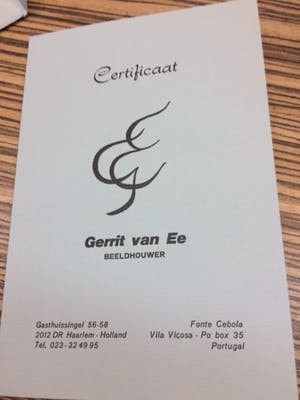 Certificaat
Gerrit van Ee
BEELDHOUWER
Gasthuissingel 56-58
2012 DR Haarlem - Holland
Tel. 023-32 49 95
Fonte Cebola
Vila Viçosa - Po box 35
Portugal